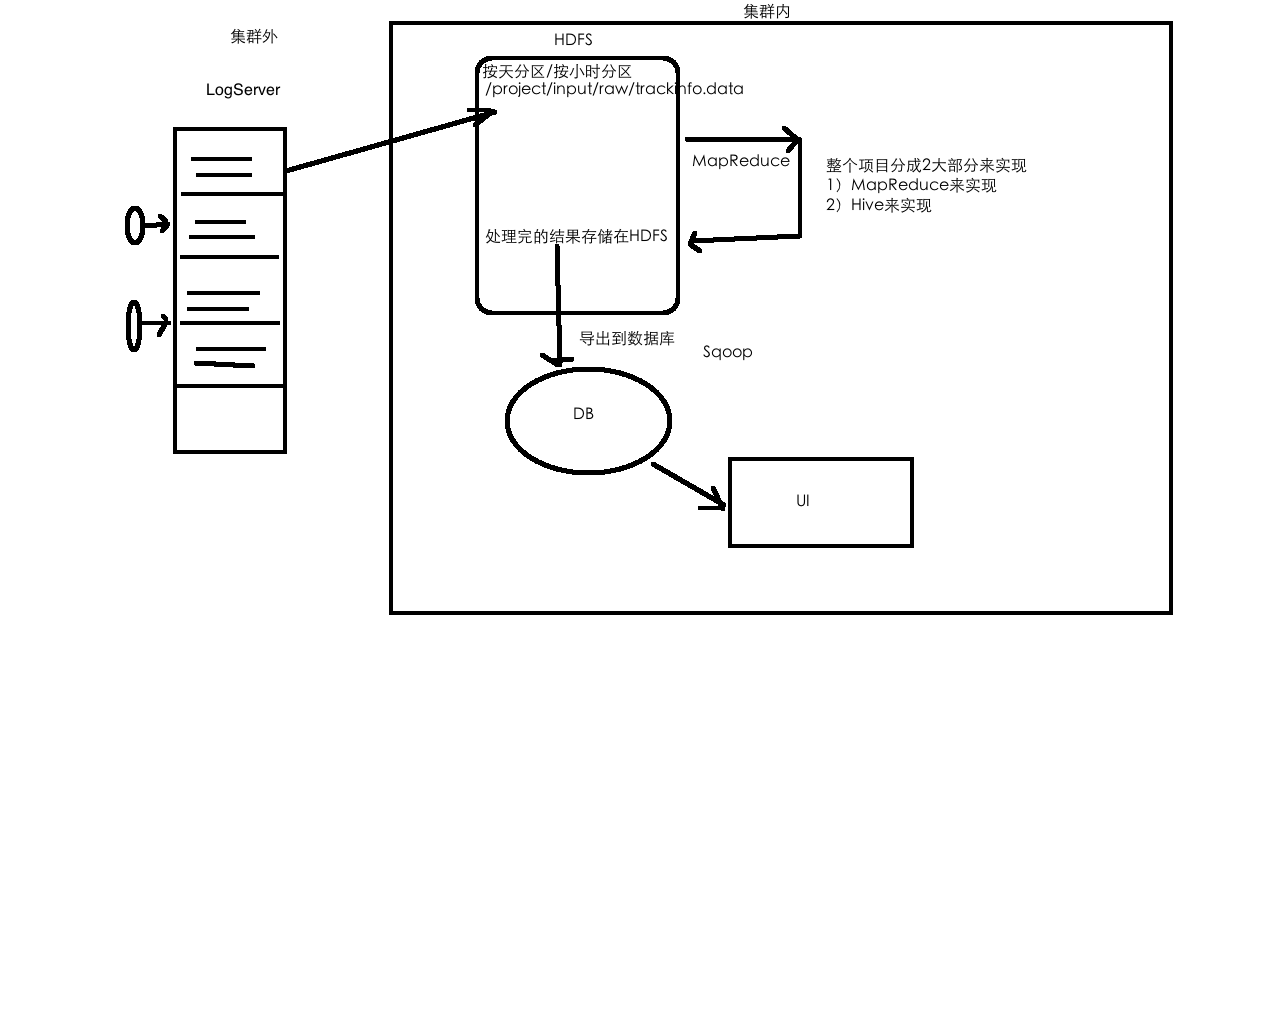 集群内
集群外
HDFS
LogServer
按天分区/按小时分区
/project/input/raw/trackinfo.data
MapReduce
整个项目分成2大部分来实现
1）MapReduce来实现
2）Hive来实现
处理完的结果存储在HDFS
导出到数据库
Sqoop
DB
UI